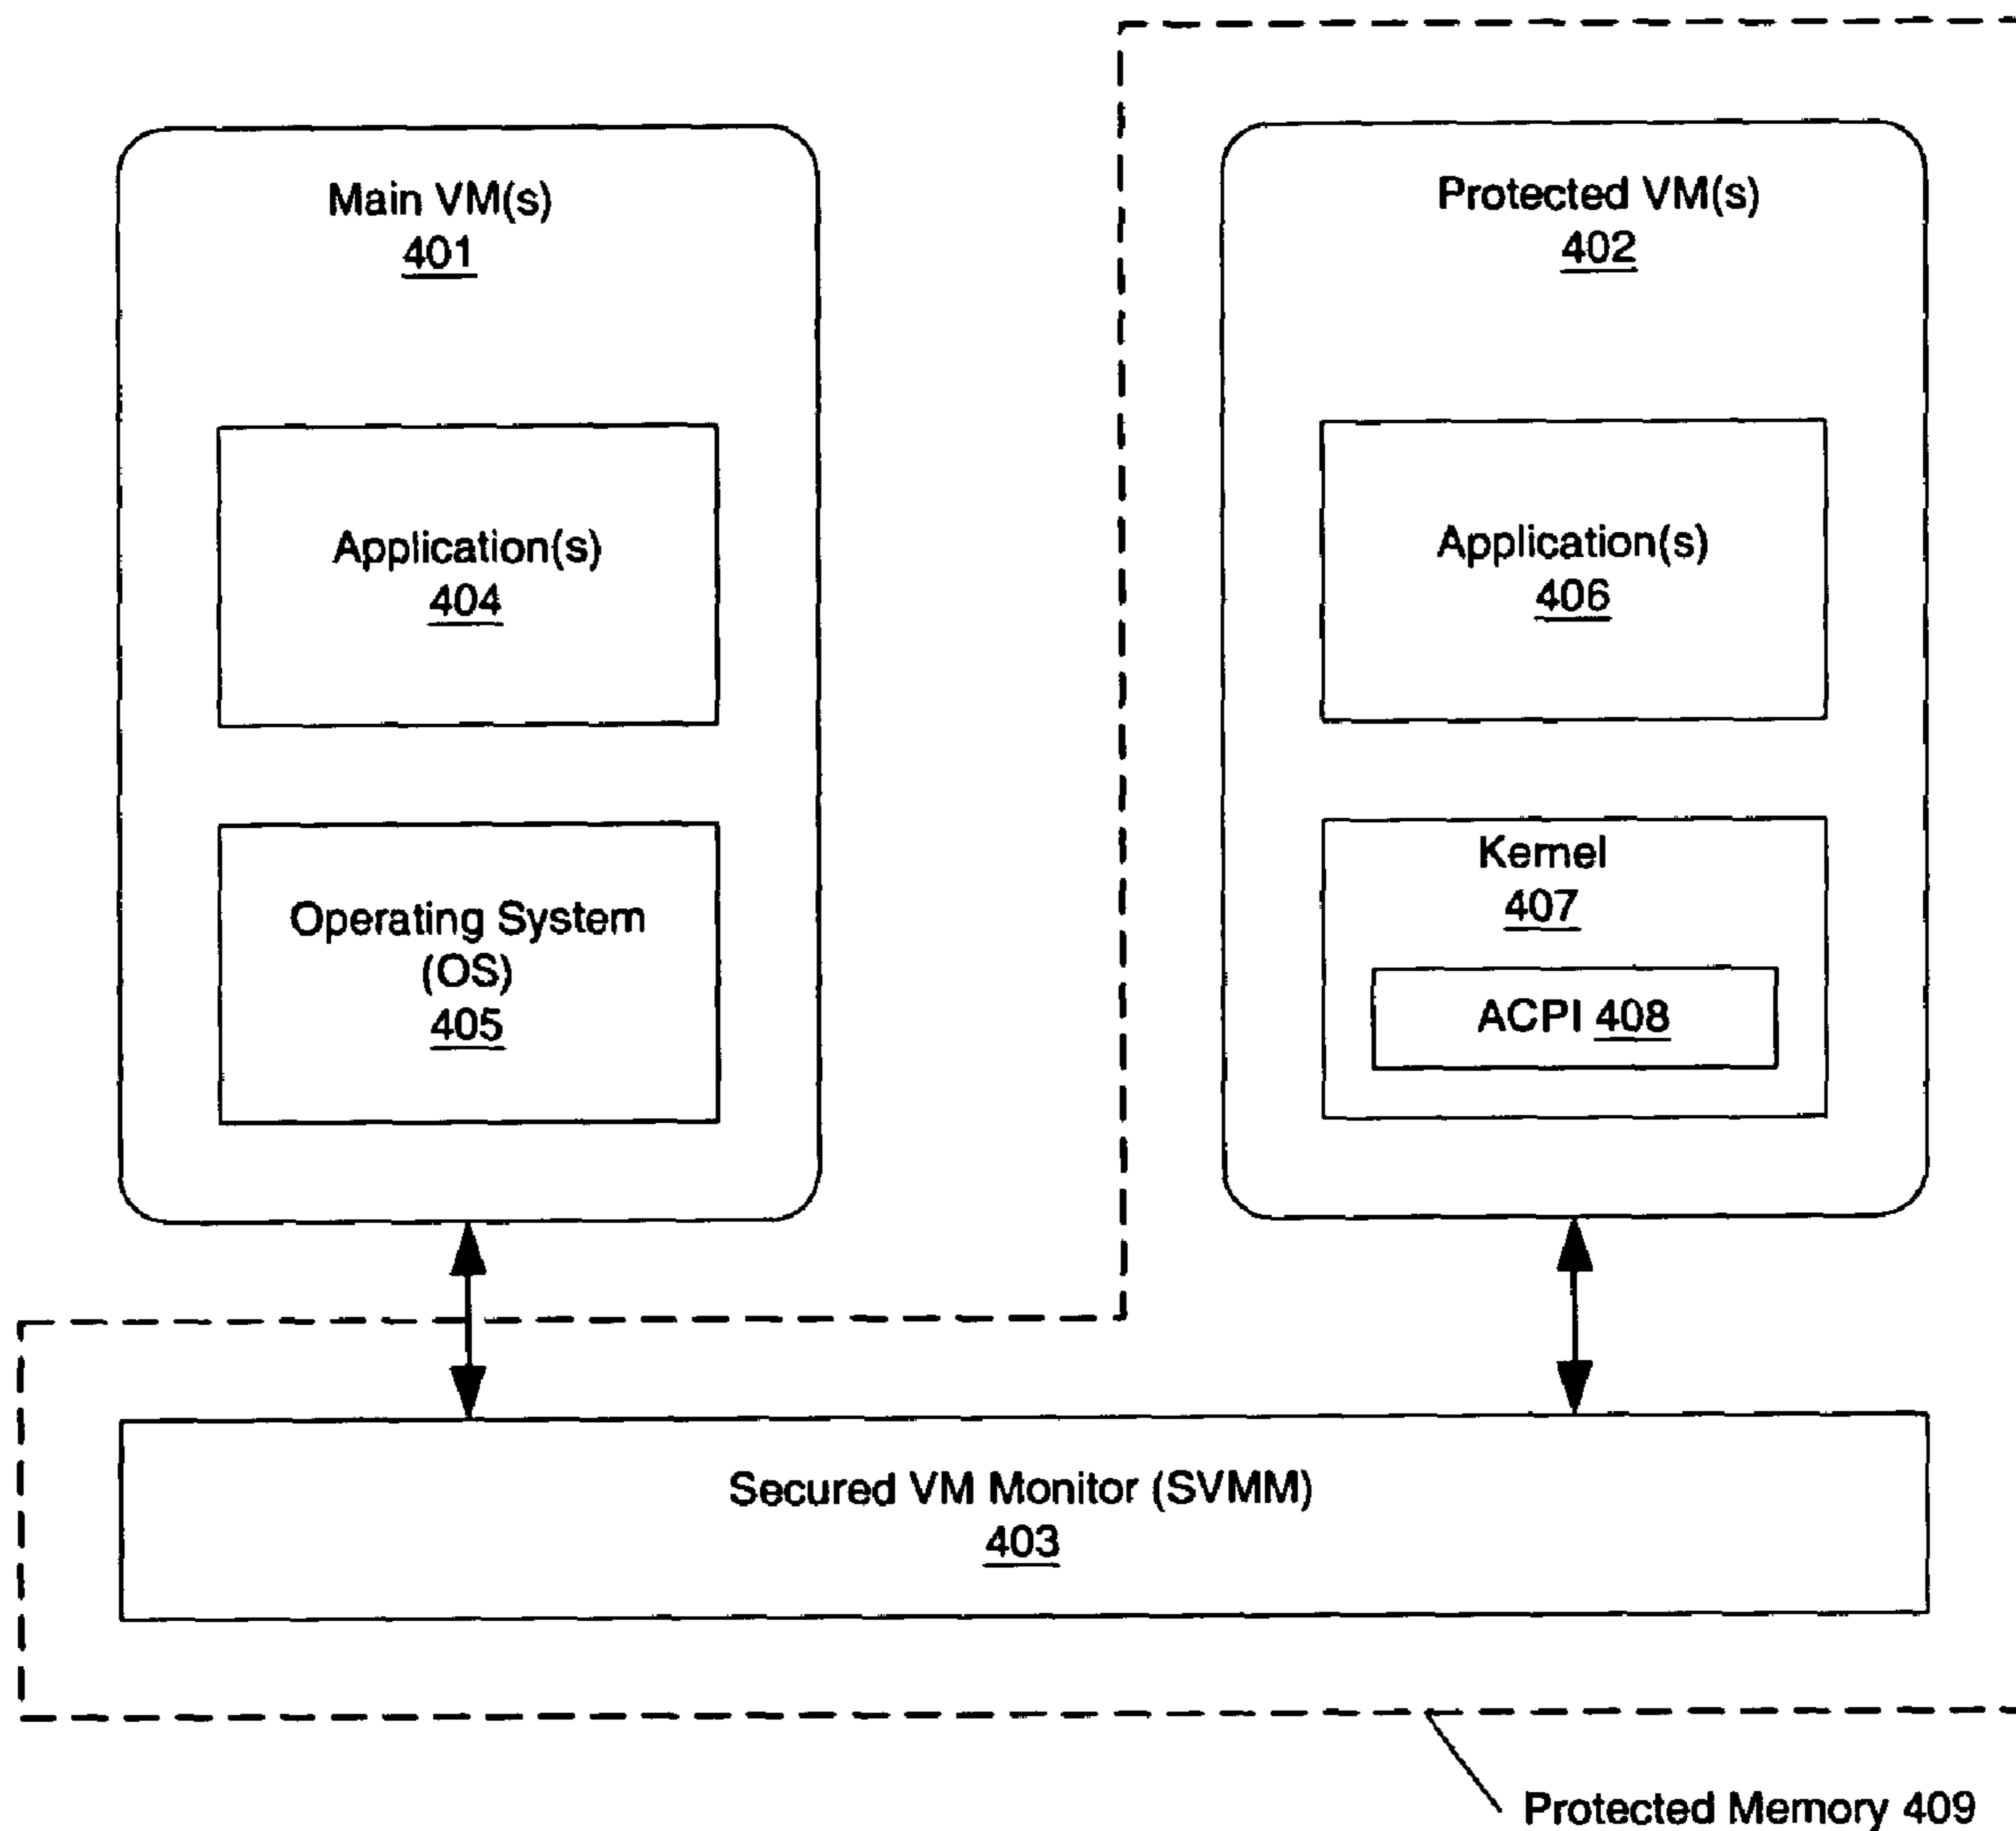 Main VM(s)
401
Application(s)
404
Operating System
(OS)
405
Protected VM(s)
402
Application(s)
406
Kernel
407
ACPI 408
Secured VM Monitor (SVMM)
403
Protected Memory 409